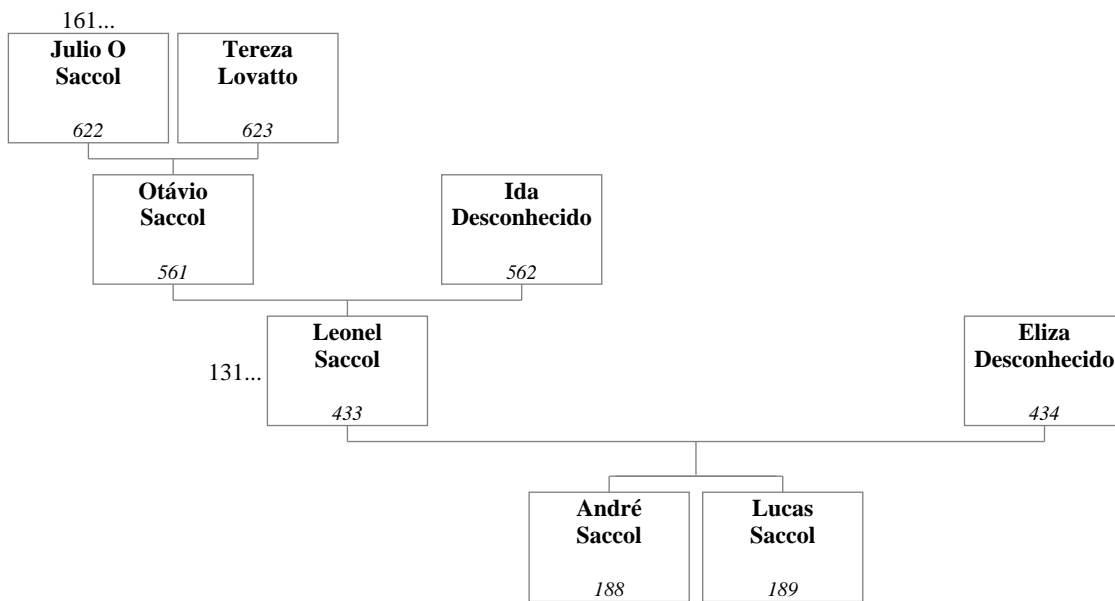 161...
Julio O
Saccol
622
Tereza
Lovatto
623
Otávio
Saccol
561
Ida
Desconhecido
562
131...
Leonel
Saccol
433
Eliza
Desconhecido
434
André
Saccol
188
Lucas
Saccol
189